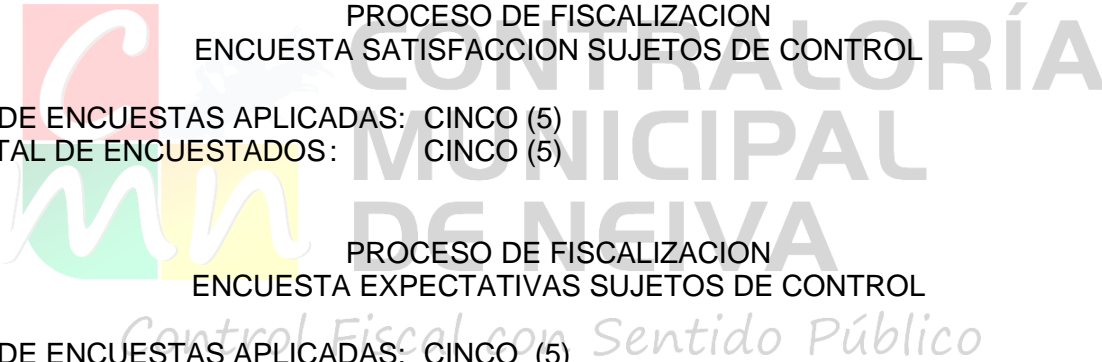 PROCESO DE FISCALIZACION
ENCUESTA SATISFACCION SUJETOS DE CONTROL
CONTRALORÍA
DE ENCUESTAS APLICADAS: CINCO (5)
TAL DE ENCUESTADOS: CINCO (5)
MUNICIPAL
DE NEIVA
PROCESO DE FISCALIZACION
ENCUESTA EXPECTATIVAS SUJETOS DE CONTROL
Control Fiscal con Sentido Público
DE ENCUESTAS APLICADAS: CINCO (5)
cmn